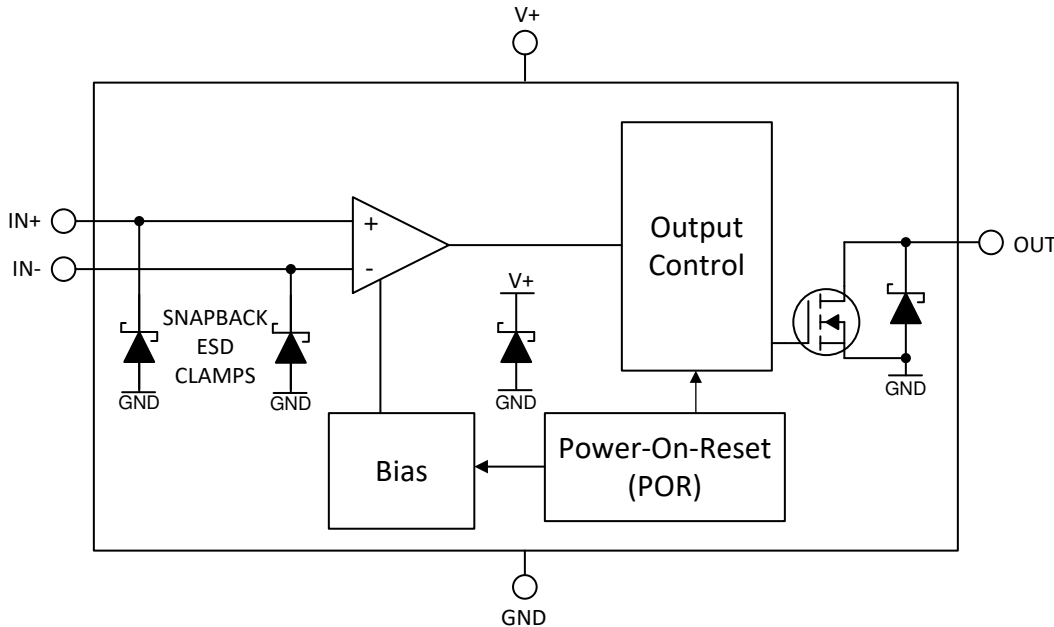 V+
IN+
IN-
+
-
Output
Control
OUT
V+
SNAPBACK
ESD
CLAMPS
GND
GND
GND
GND
Bias
Power-On-Reset
(POR)
GND